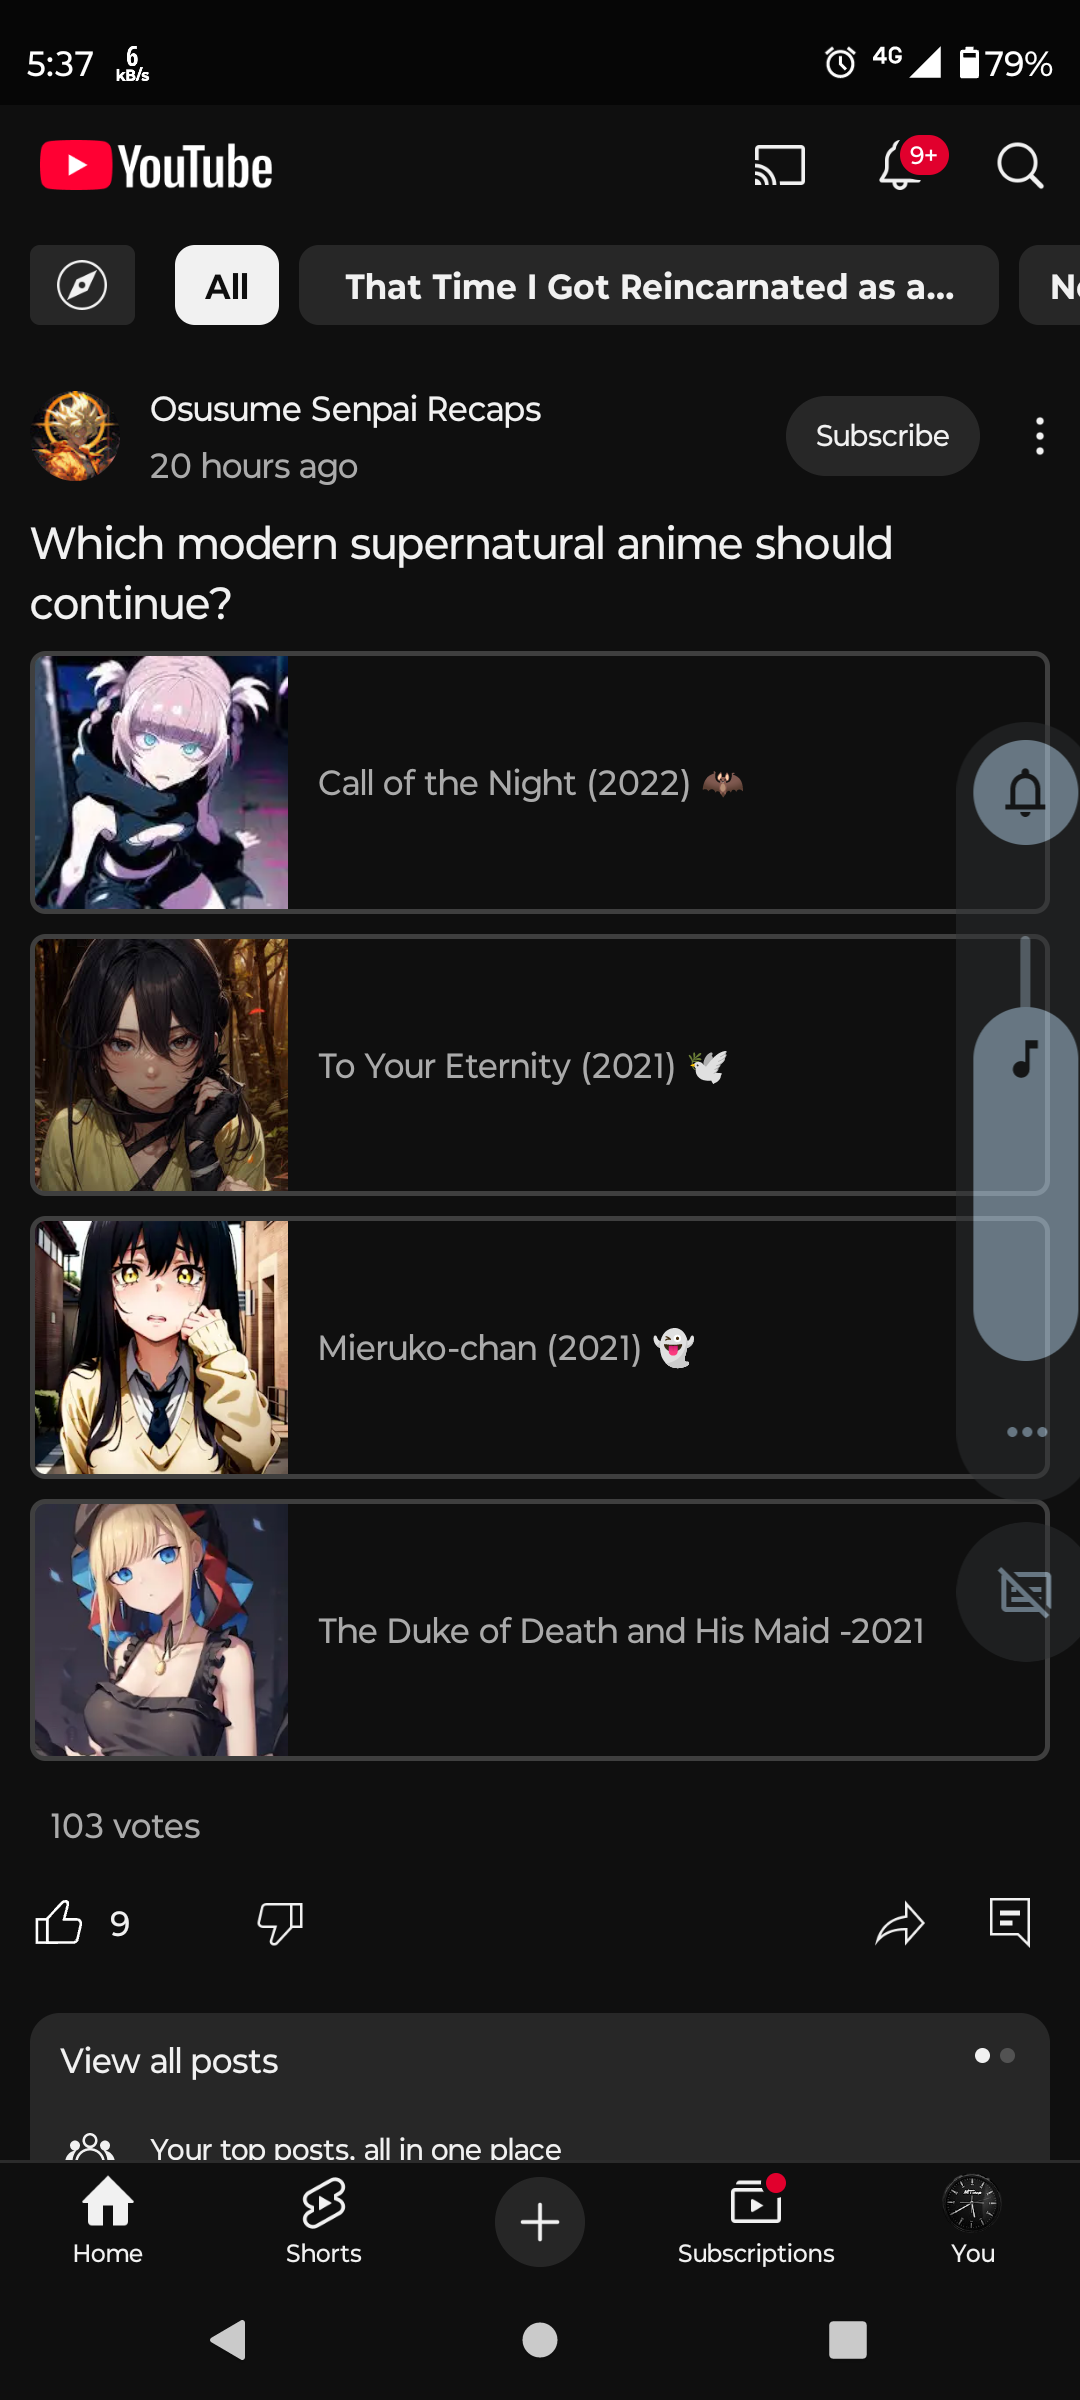 5:37 6 kB/s 4G 79%
YouTube 9+
All That Time I Got Reincarnated as a... N
Osusume Senpai Recaps
20 hours ago
Subscribe
Which modern supernatural anime should
continue?
Call of the Night (2022) 🦇
To Your Eternity (2021) 🕊️
Mieruko-chan (2021) 👻
The Duke of Death and His Maid -2021
103 votes
9
View all posts
Your top posts, all in one place
Home Shorts Subscriptions You